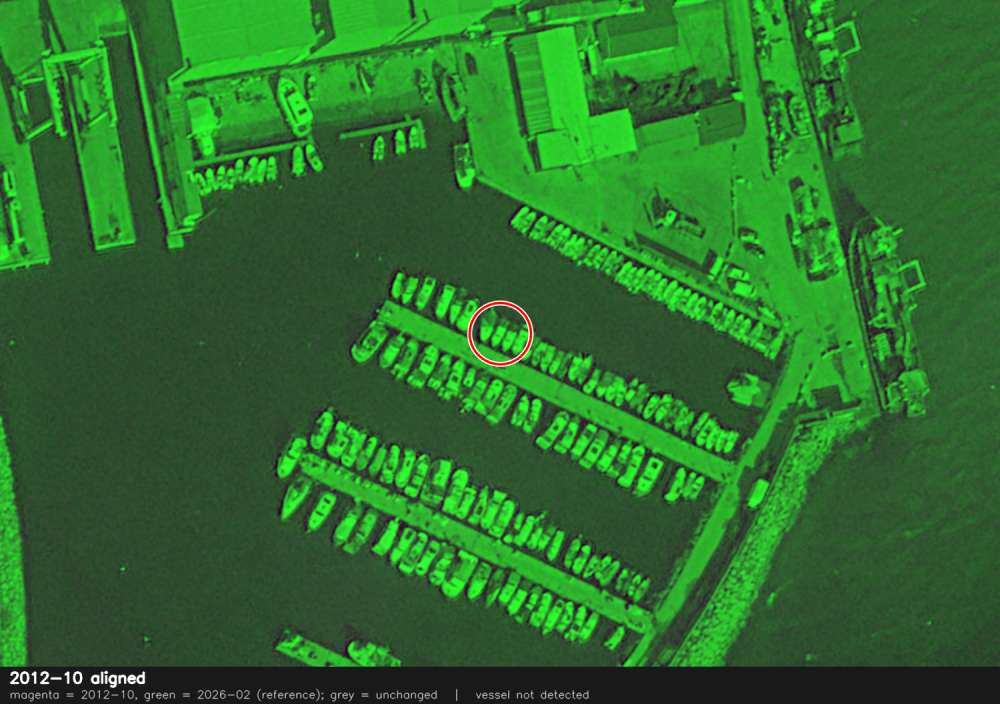 2012-10 aligned
magenta = 2012-10, green = 2026-02 (reference); grey = unchanged | vessel not detected